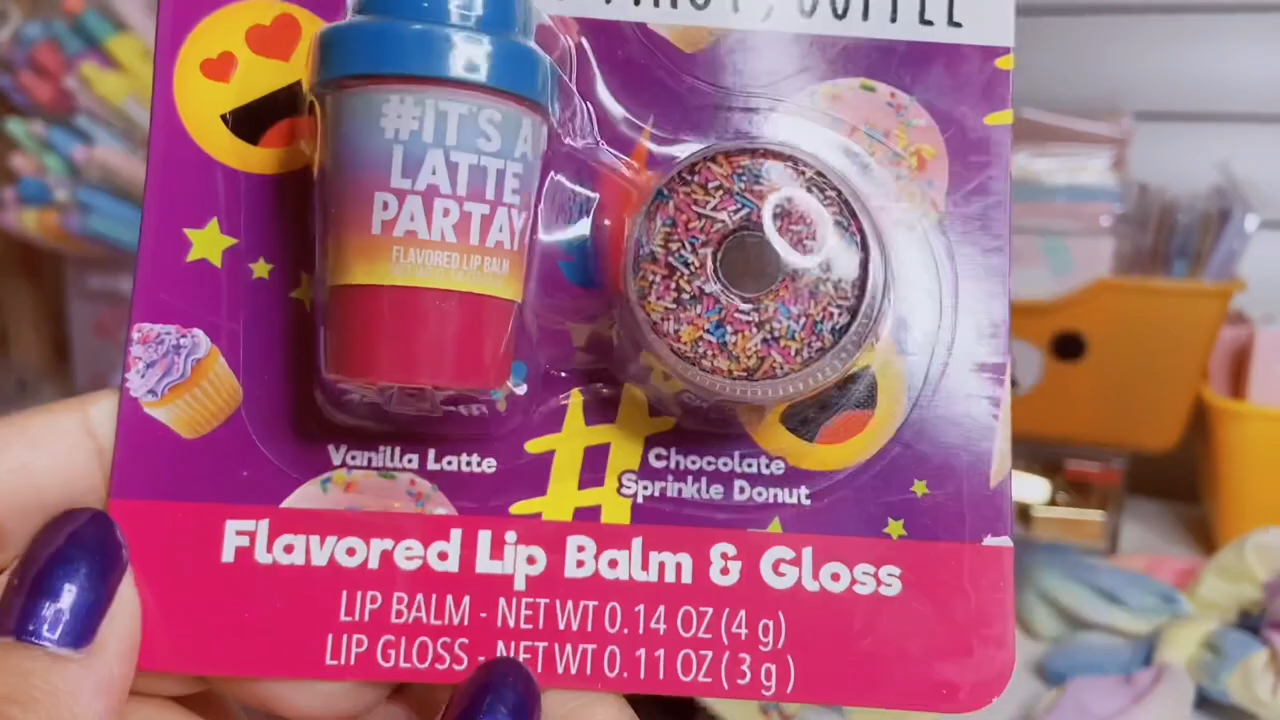 COFFEE
#IT'S A
LATTE
PARTAY
FLAVORED LIP BALM
Vanilla Latte
Chocolate
Sprinkle Donut
#
Flavored Lip Balm & Gloss
LIP BALM - NET WT 0.14 OZ (4 g)
LIP GLOSS - NET WT 0.11 OZ (3 g)